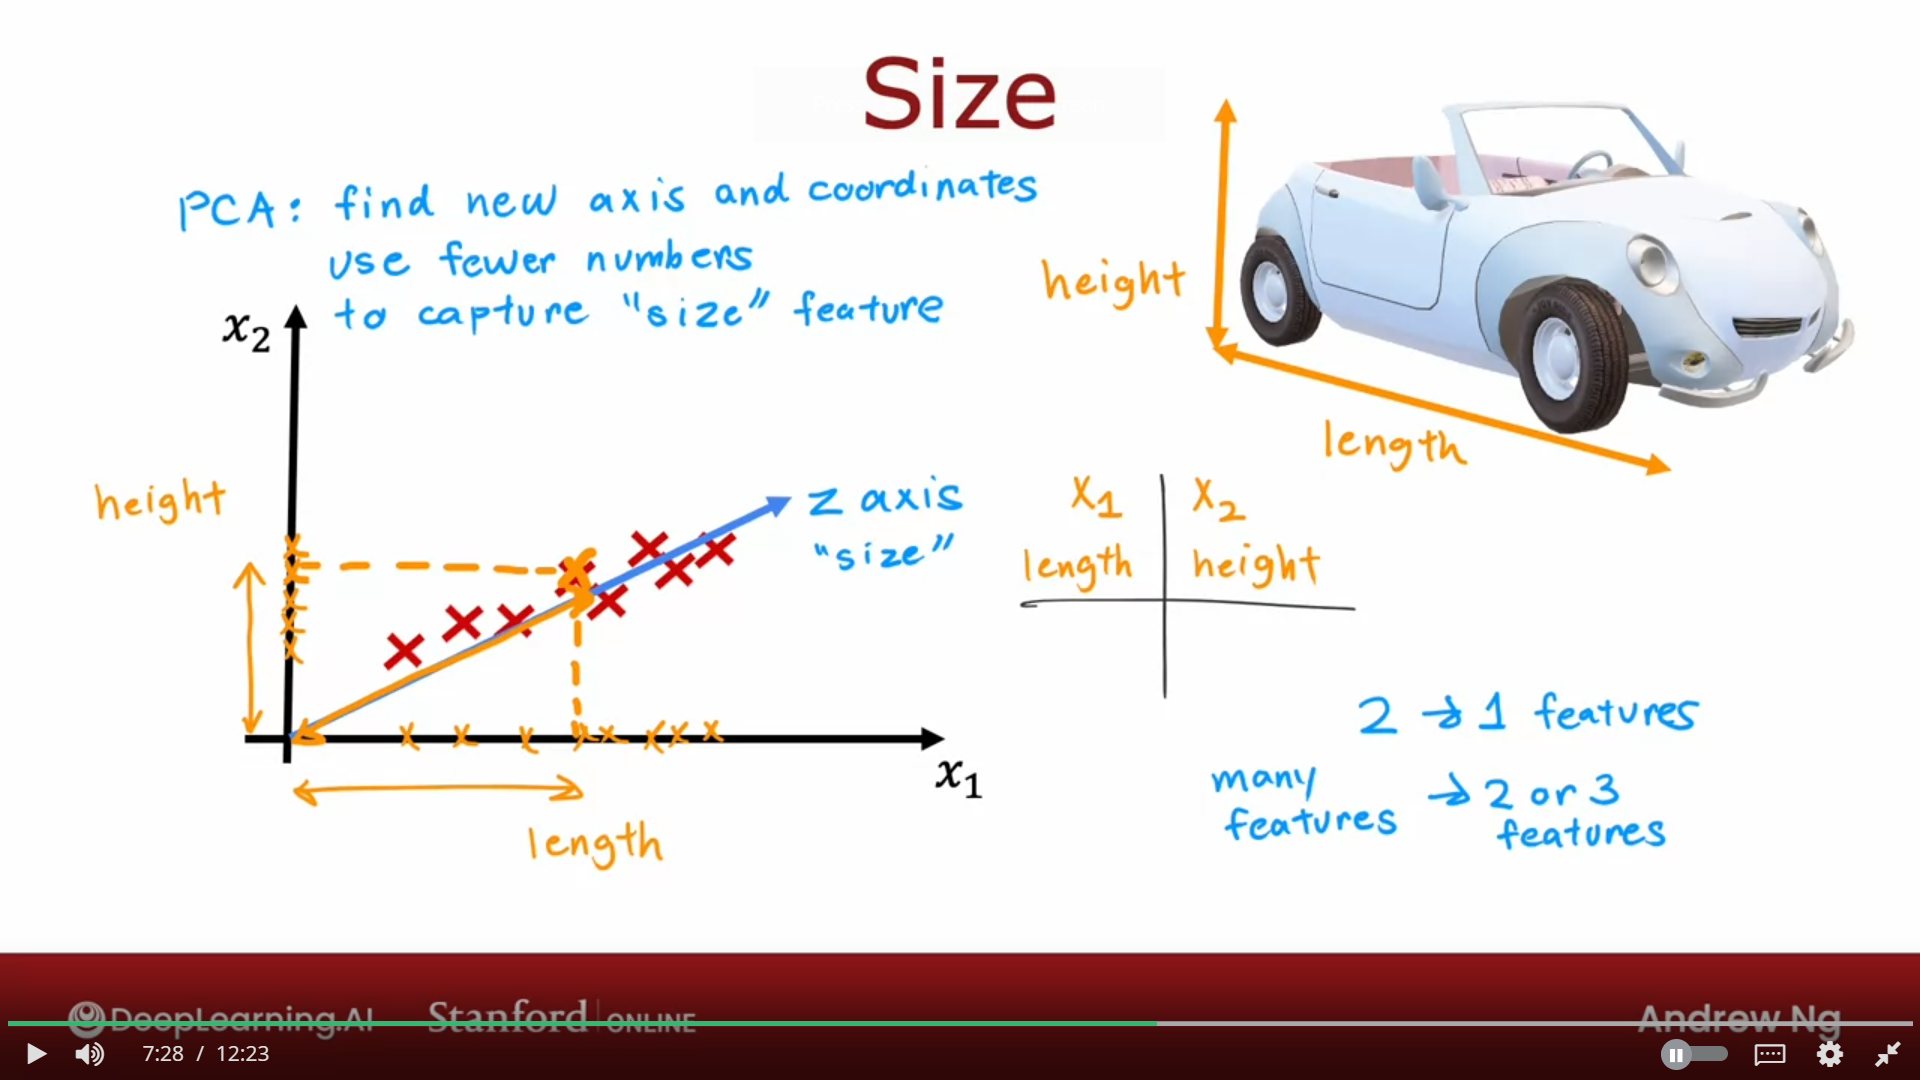 Size
PCA: find new axis and coordinates
use fewer numbers
to capture "size" feature
height
length
x2
height
z axis
"size"
x1
length
X1 X2
length height
2 → 1 features
many features → 2 or 3 features
DeepLearning.AI Stanford ONLINE Andrew Ng
7:28 / 12:23